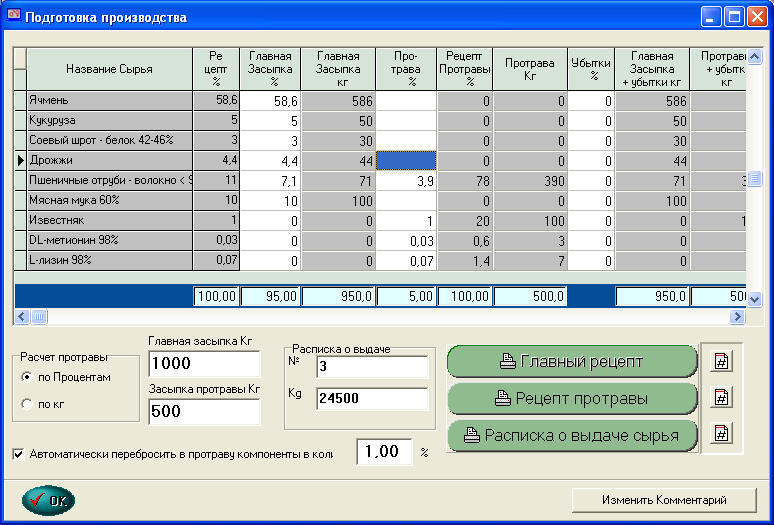 Подготовка производства
Название Сырья
Ре
цепт
%
Главная
Засыпка
%
Главная
Засыпка
кг
Про-
трава
%
Рецепт
Протравы
%
Протрава
Кг
Убытки
%
Главная
Засыпка
+ убытки кг
Протрав
+ убытк
кг
Ячмень 58,6 58,6 586 0 0 0 586
Кукуруза 5 5 50 0 0 0 50
Соевый шрот - белок 42-46% 3 3 30 0 0 0 30
Дрожжи 4,4 4,4 44 0 0 0 44
Пшеничные отруби - волокно < 9 11 7,1 71 3,9 78 390 0 71 3
Мясная мука 60% 10 10 100 0 0 0 100
Известняк 1 0 0 1 20 100 0 0 1
DL-метионин 98% 0,03 0 0 0,03 0,6 3 0 0
L-лизин 98% 0,07 0 0 0,07 1,4 7 0 0
100,00 95,00 950,0 5,00 100,00 500,0 950,0 500
Расчет протравы
по Процентам
по кг
Главная засыпка Кг
1000
Засыпка протравы Кг
500
Расписка о выдаче
№ 3
Kg 24500
Главный рецепт
Рецепт протравы
Расписка о выдаче сырья
Автоматически перебросить в протраву компоненты в коли 1,00 %
OK
Изменить Комментарий